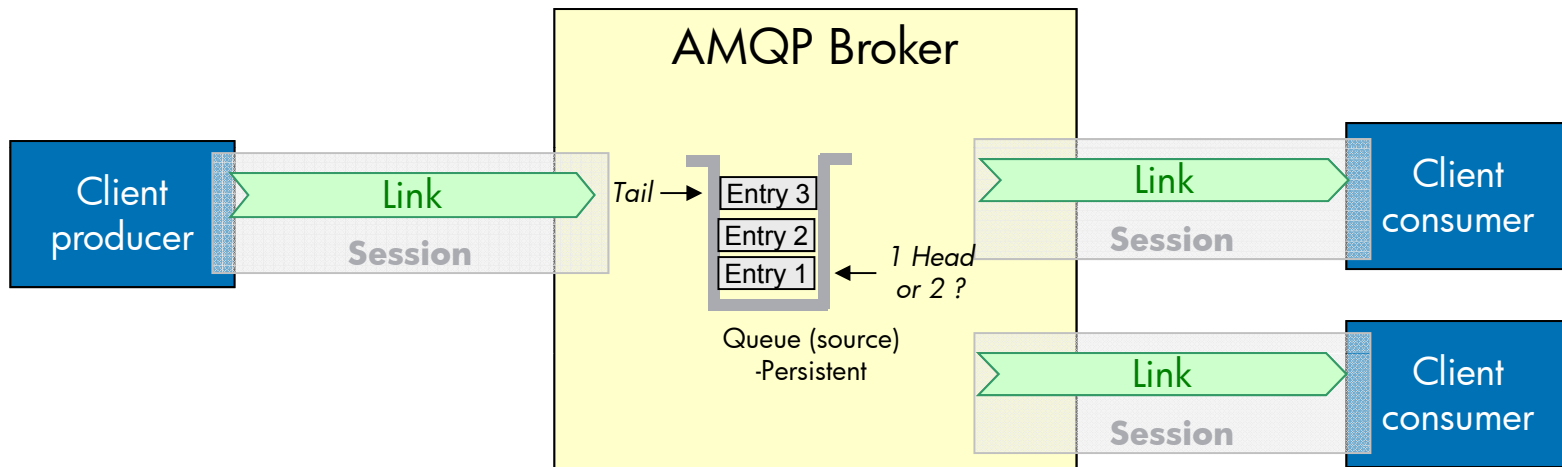 AMQP Broker
Client
producer
Link
Session
Tail
Entry 3
Entry 2
Entry 1
1 Head
or 2 ?
Queue (source)
-Persistent
Link
Session
Client
consumer
Link
Session
Client
consumer